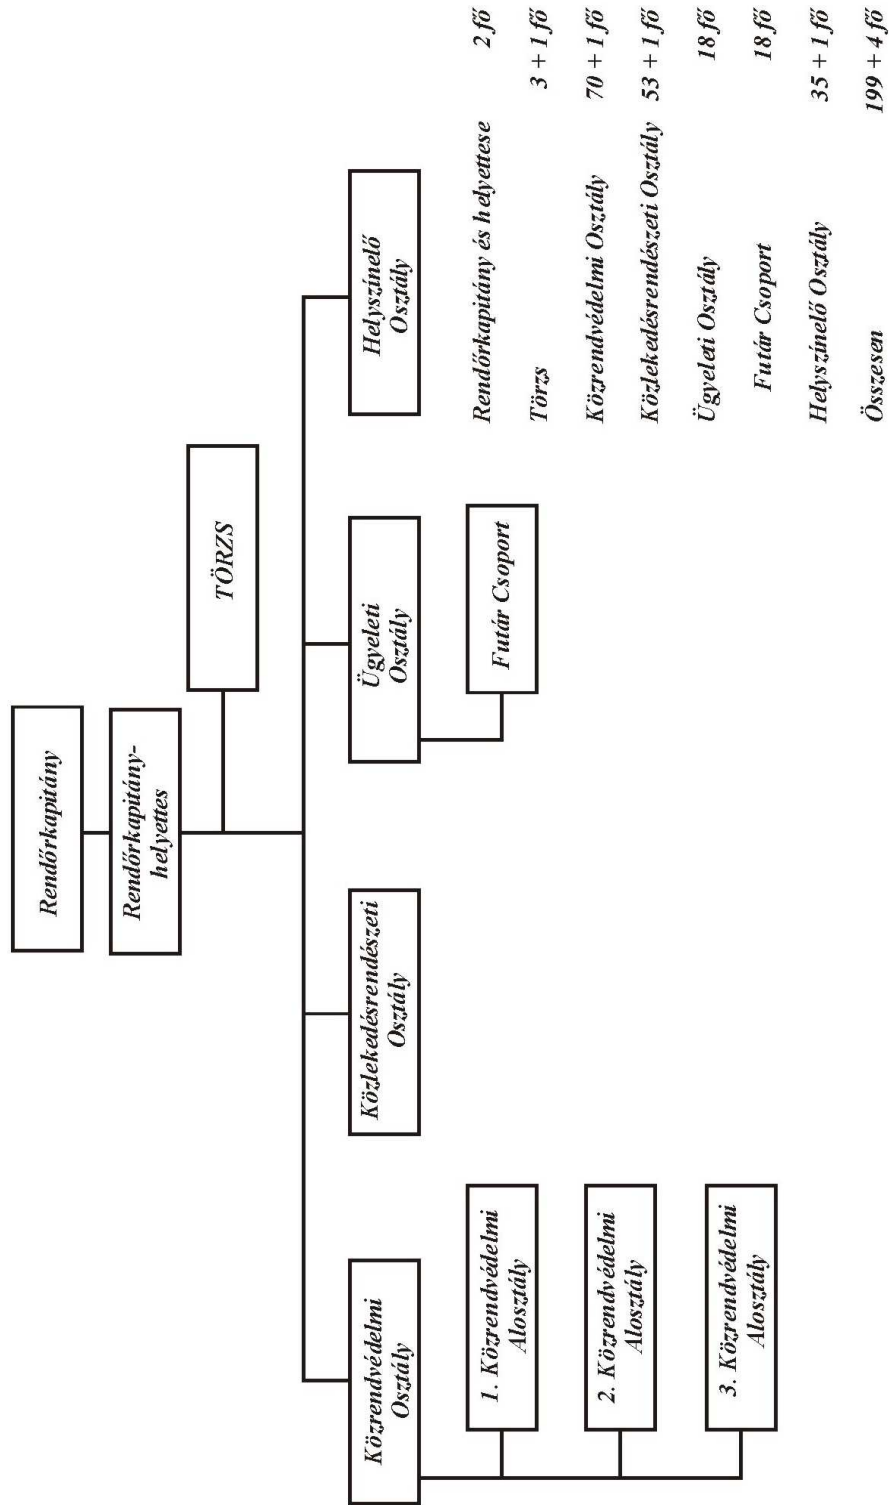 Rendőrkapitány
Rendőrkapitány-
helyettes
TÖRZS
Közrendvédelmi
Osztály
Közlekedésrendészeti
Osztály
Ügyeleti
Osztály
Helyszínelő
Osztály
1. Közrendvédelmi
Alosztály
2. Közrendvédelmi
Alosztály
3. Közrendvédelmi
Alosztály
Futár Csoport
Rendőrkapitány és helyettese 2 fő
Törzs 3 + 1 fő
Közrendvédelmi Osztály 70 + 1 fő
Közlekedésrendészeti Osztály 53 + 1 fő
Ügyeleti Osztály 18 fő
Futár Csoport 18 fő
Helyszínelő Osztály 35 + 1 fő
Összesen 199 + 4 fő